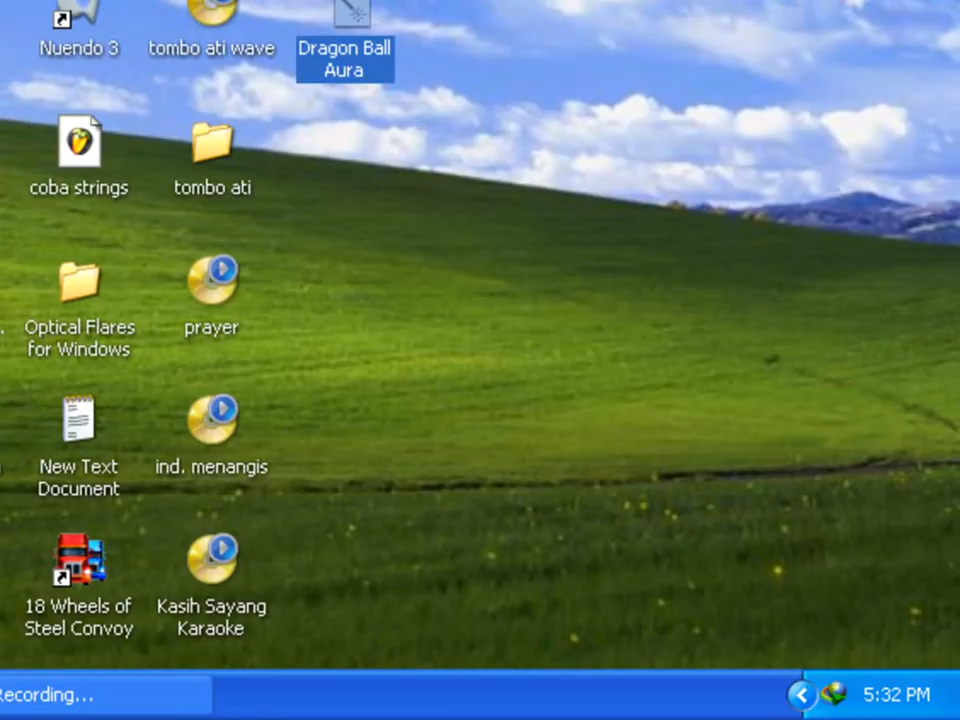 Nuendo 3
tombo ati wave
Dragon Ball
Aura
coba strings
tombo ati
Optical Flares
for Windows
prayer
New Text
Document
ind. menangis
18 Wheels of
Steel Convoy
Kasih Sayang
Karaoke
Recording...
5:32 PM